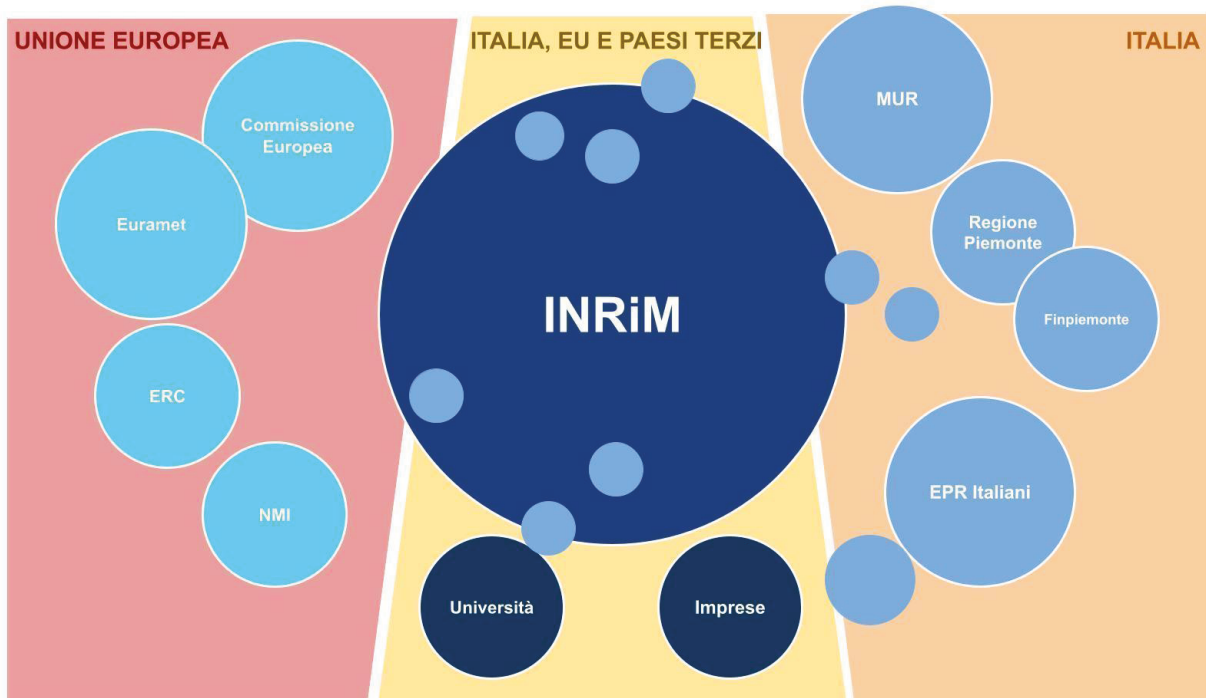 UNIONE EUROPEA
ITALIA, EU E PAESI TERZI
ITALIA
Commissione
Europea
Euramet
ERC
NMI
INRiM
Università
Imprese
MUR
Regione
Piemonte
Finpiemonte
EPR Italiani